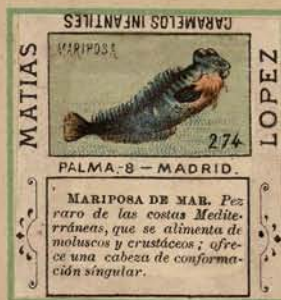 CARAMELOS INFANTILES
MATIAS
LOPEZ
MARIPOSA
274
PALMA,-8 — MADRID.
MARIPOSA DE MAR. Pez
raro de las costas Medite-
rráneas, que se alimenta de
moluscos y crustáceos; ofre-
ce una cabeza de conforma-
ción singular.